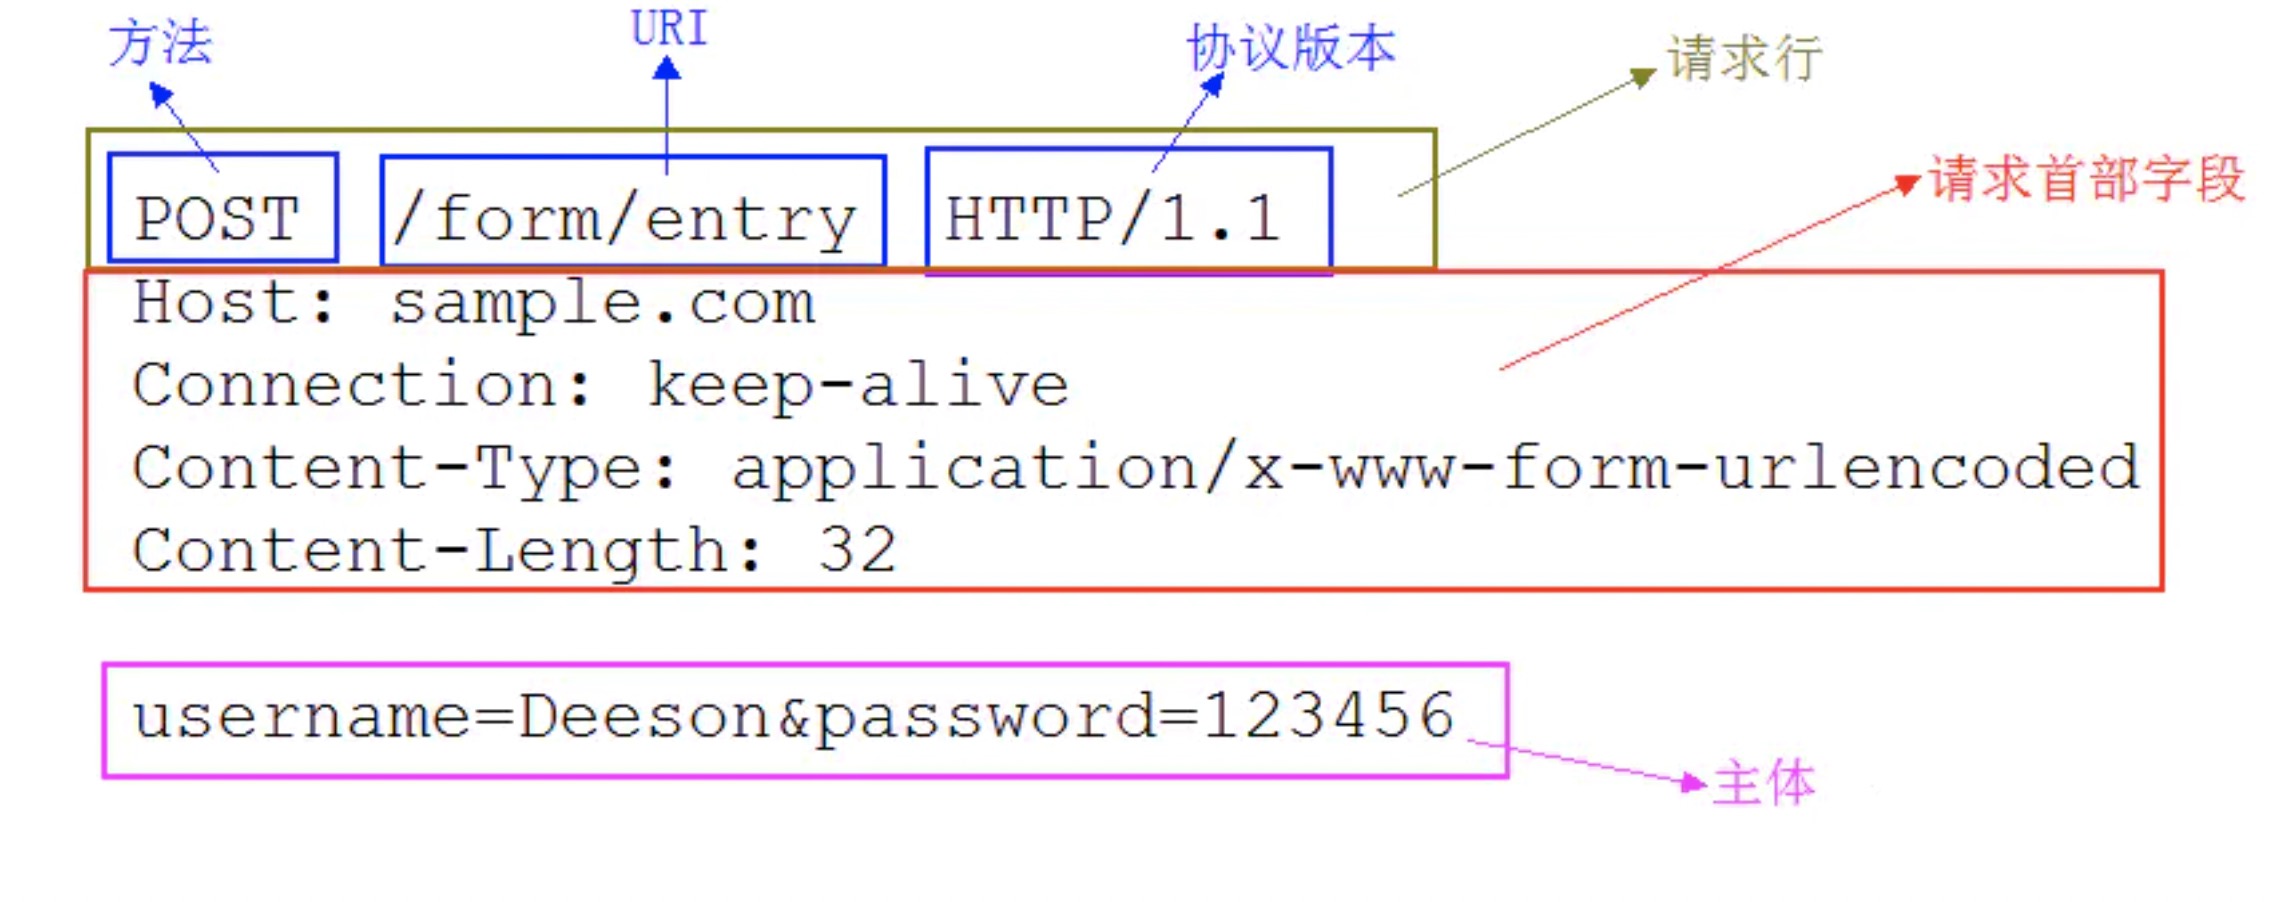 方法
URI
协议版本
请求行
请求首部字段
POST /form/entry HTTP/1.1
Host: sample.com
Connection: keep-alive
Content-Type: application/x-www-form-urlencoded
Content-Length: 32
username=Deeson&password=123456
主体